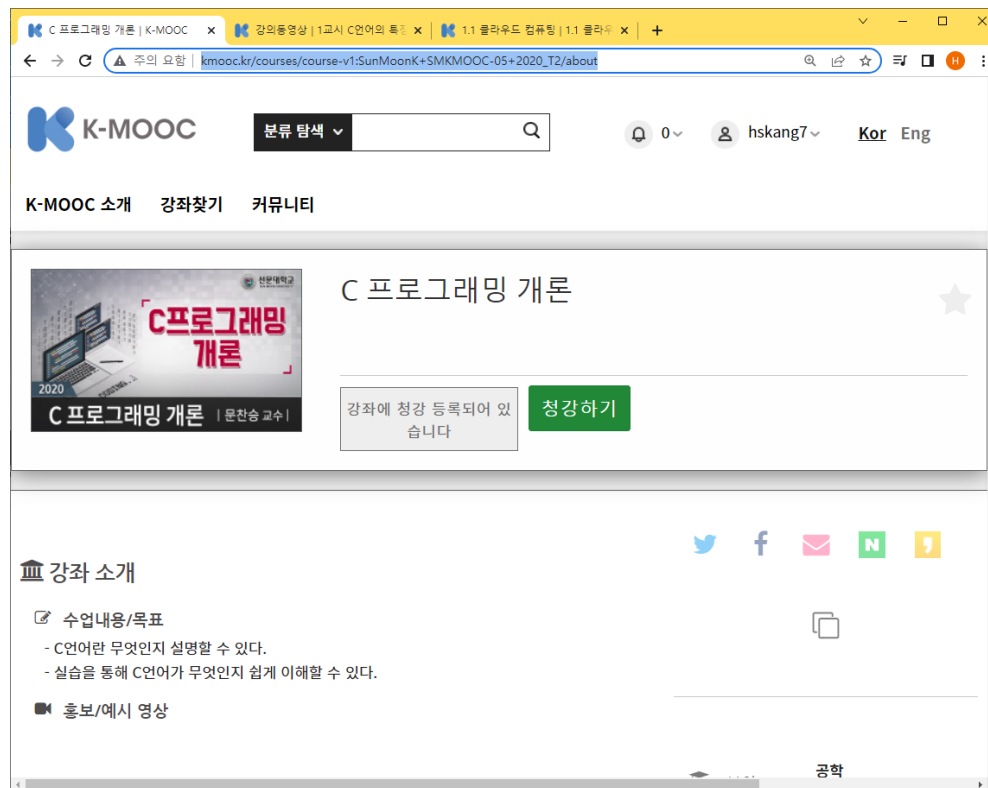 C 프로그래밍 개론 | K-MOOC
강의동영상 | 1교시 C언어의 특징
1.1 클라우드 컴퓨팅 | 1.1 클라우
주의 요함
kmooc.kr/courses/course-v1:SunMoonK+SMKMOOC-05+2020_T2/about
H
K-MOOC
분류 탐색
0
hskang7
Kor Eng
K-MOOC 소개 강좌찾기 커뮤니티
선문대학교
C프로그래밍
개론
2020
CODING...
C 프로그래밍 개론 | 문찬승 교수 |
C 프로그래밍 개론
강좌에 청강 등록되어 있
습니다
청강하기
강좌 소개
수업내용/목표
- C언어란 무엇인지 설명할 수 있다.
- 실습을 통해 C언어가 무엇인지 쉽게 이해할 수 있다.
홍보/예시 영상
공학